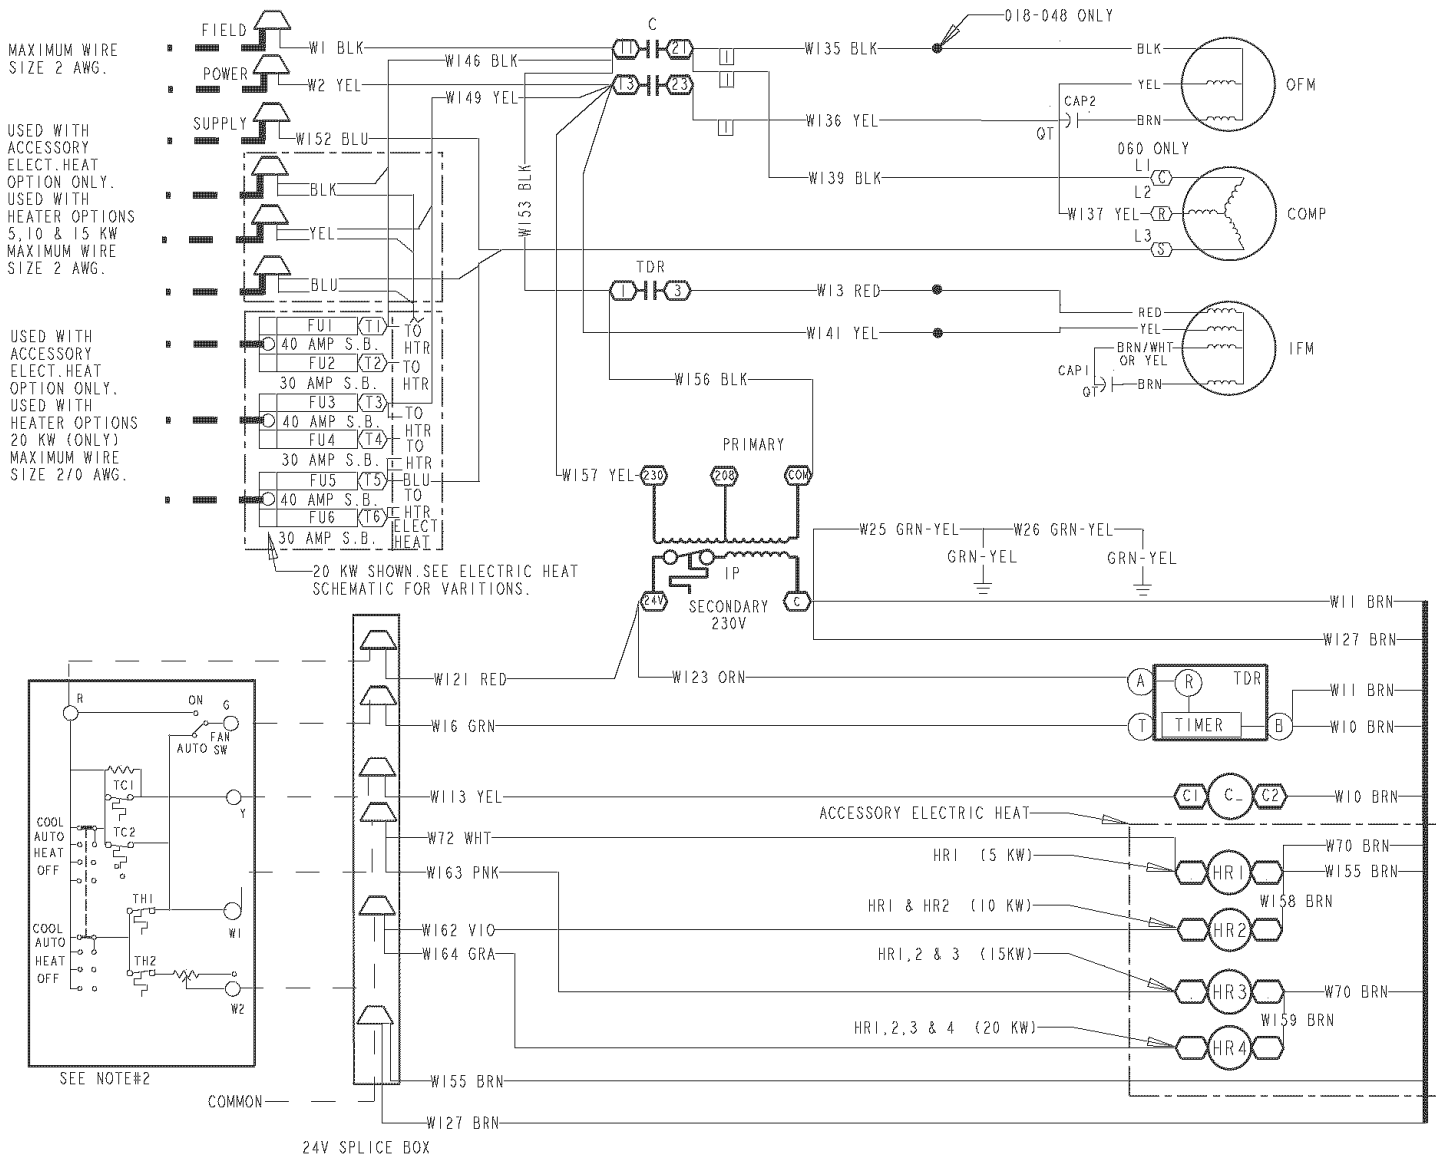 FIELD
POWER
SUPPLY
MAXIMUM WIRE
SIZE 2 AWG.
USED WITH
ACCESSORY
ELECT.HEAT
OPTION ONLY.
USED WITH
HEATER OPTIONS
5,10 & 15 KW
MAXIMUM WIRE
SIZE 2 AWG.
USED WITH
ACCESSORY
ELECT.HEAT
OPTION ONLY.
USED WITH
HEATER OPTIONS
20 KW (ONLY)
MAXIMUM WIRE
SIZE 2/0 AWG.
W1 BLK
W146 BLK
W2 YEL
W149 YEL
W152 BLU
BLK
YEL
BLU
FU1
T1
TO
HTR
40 AMP S.B.
FU2
T2
TO
HTR
30 AMP S.B.
FU3
T3
TO
HTR
40 AMP S.B.
FU4
T4
TO
HTR
30 AMP S.B.
FU5
T5
BLU
40 AMP S.B.
TO
HTR
FU6
T6
ELECT
HEAT
30 AMP S.B.
20 KW SHOWN.SEE ELECTRIC HEAT
SCHEMATIC FOR VARITIONS.
C
11
21
13
23
1
1
1
W135 BLK
018-048 ONLY
W136 YEL
W139 BLK
W153 BLK
BLK
YEL
BRN
OFM
CAP2
QT
060 ONLY
L1
C
L2
W137 YEL
R
L3
S
COMP
TDR
1
3
W13 RED
W141 YEL
RED
YEL
BRN/WHT
OR YEL
BRN
CAP1
QT
IFM
W156 BLK
PRIMARY
W157 YEL
230
208
COM
1P
24V
SECONDARY
230V
C
W25 GRN-YEL
W26 GRN-YEL
GRN-YEL
GRN-YEL
W11 BRN
W127 BRN
W121 RED
W123 ORN
A
R
TDR
W11 BRN
W16 GRN
T
TIMER
B
W10 BRN
W113 YEL
C1
C_
C2
W10 BRN
ACCESSORY ELECTRIC HEAT
W72 WHT
W70 BRN
HR1 (5 KW)
W163 PNK
HR1
W155 BRN
W158 BRN
HR1 & HR2 (10 KW)
W162 VIO
HR2
W164 GRA
HR1,2 & 3 (15KW)
HR3
W70 BRN
W159 BRN
HR1,2,3 & 4 (20 KW)
HR4
W155 BRN
W127 BRN
R
ON
G
FAN
SW
AUTO
TC1
Y
COOL
AUTO
HEAT
OFF
TC2
TH1
W1
COOL
AUTO
HEAT
OFF
TH2
W2
SEE NOTE#2
COMMON
24V SPLICE BOX